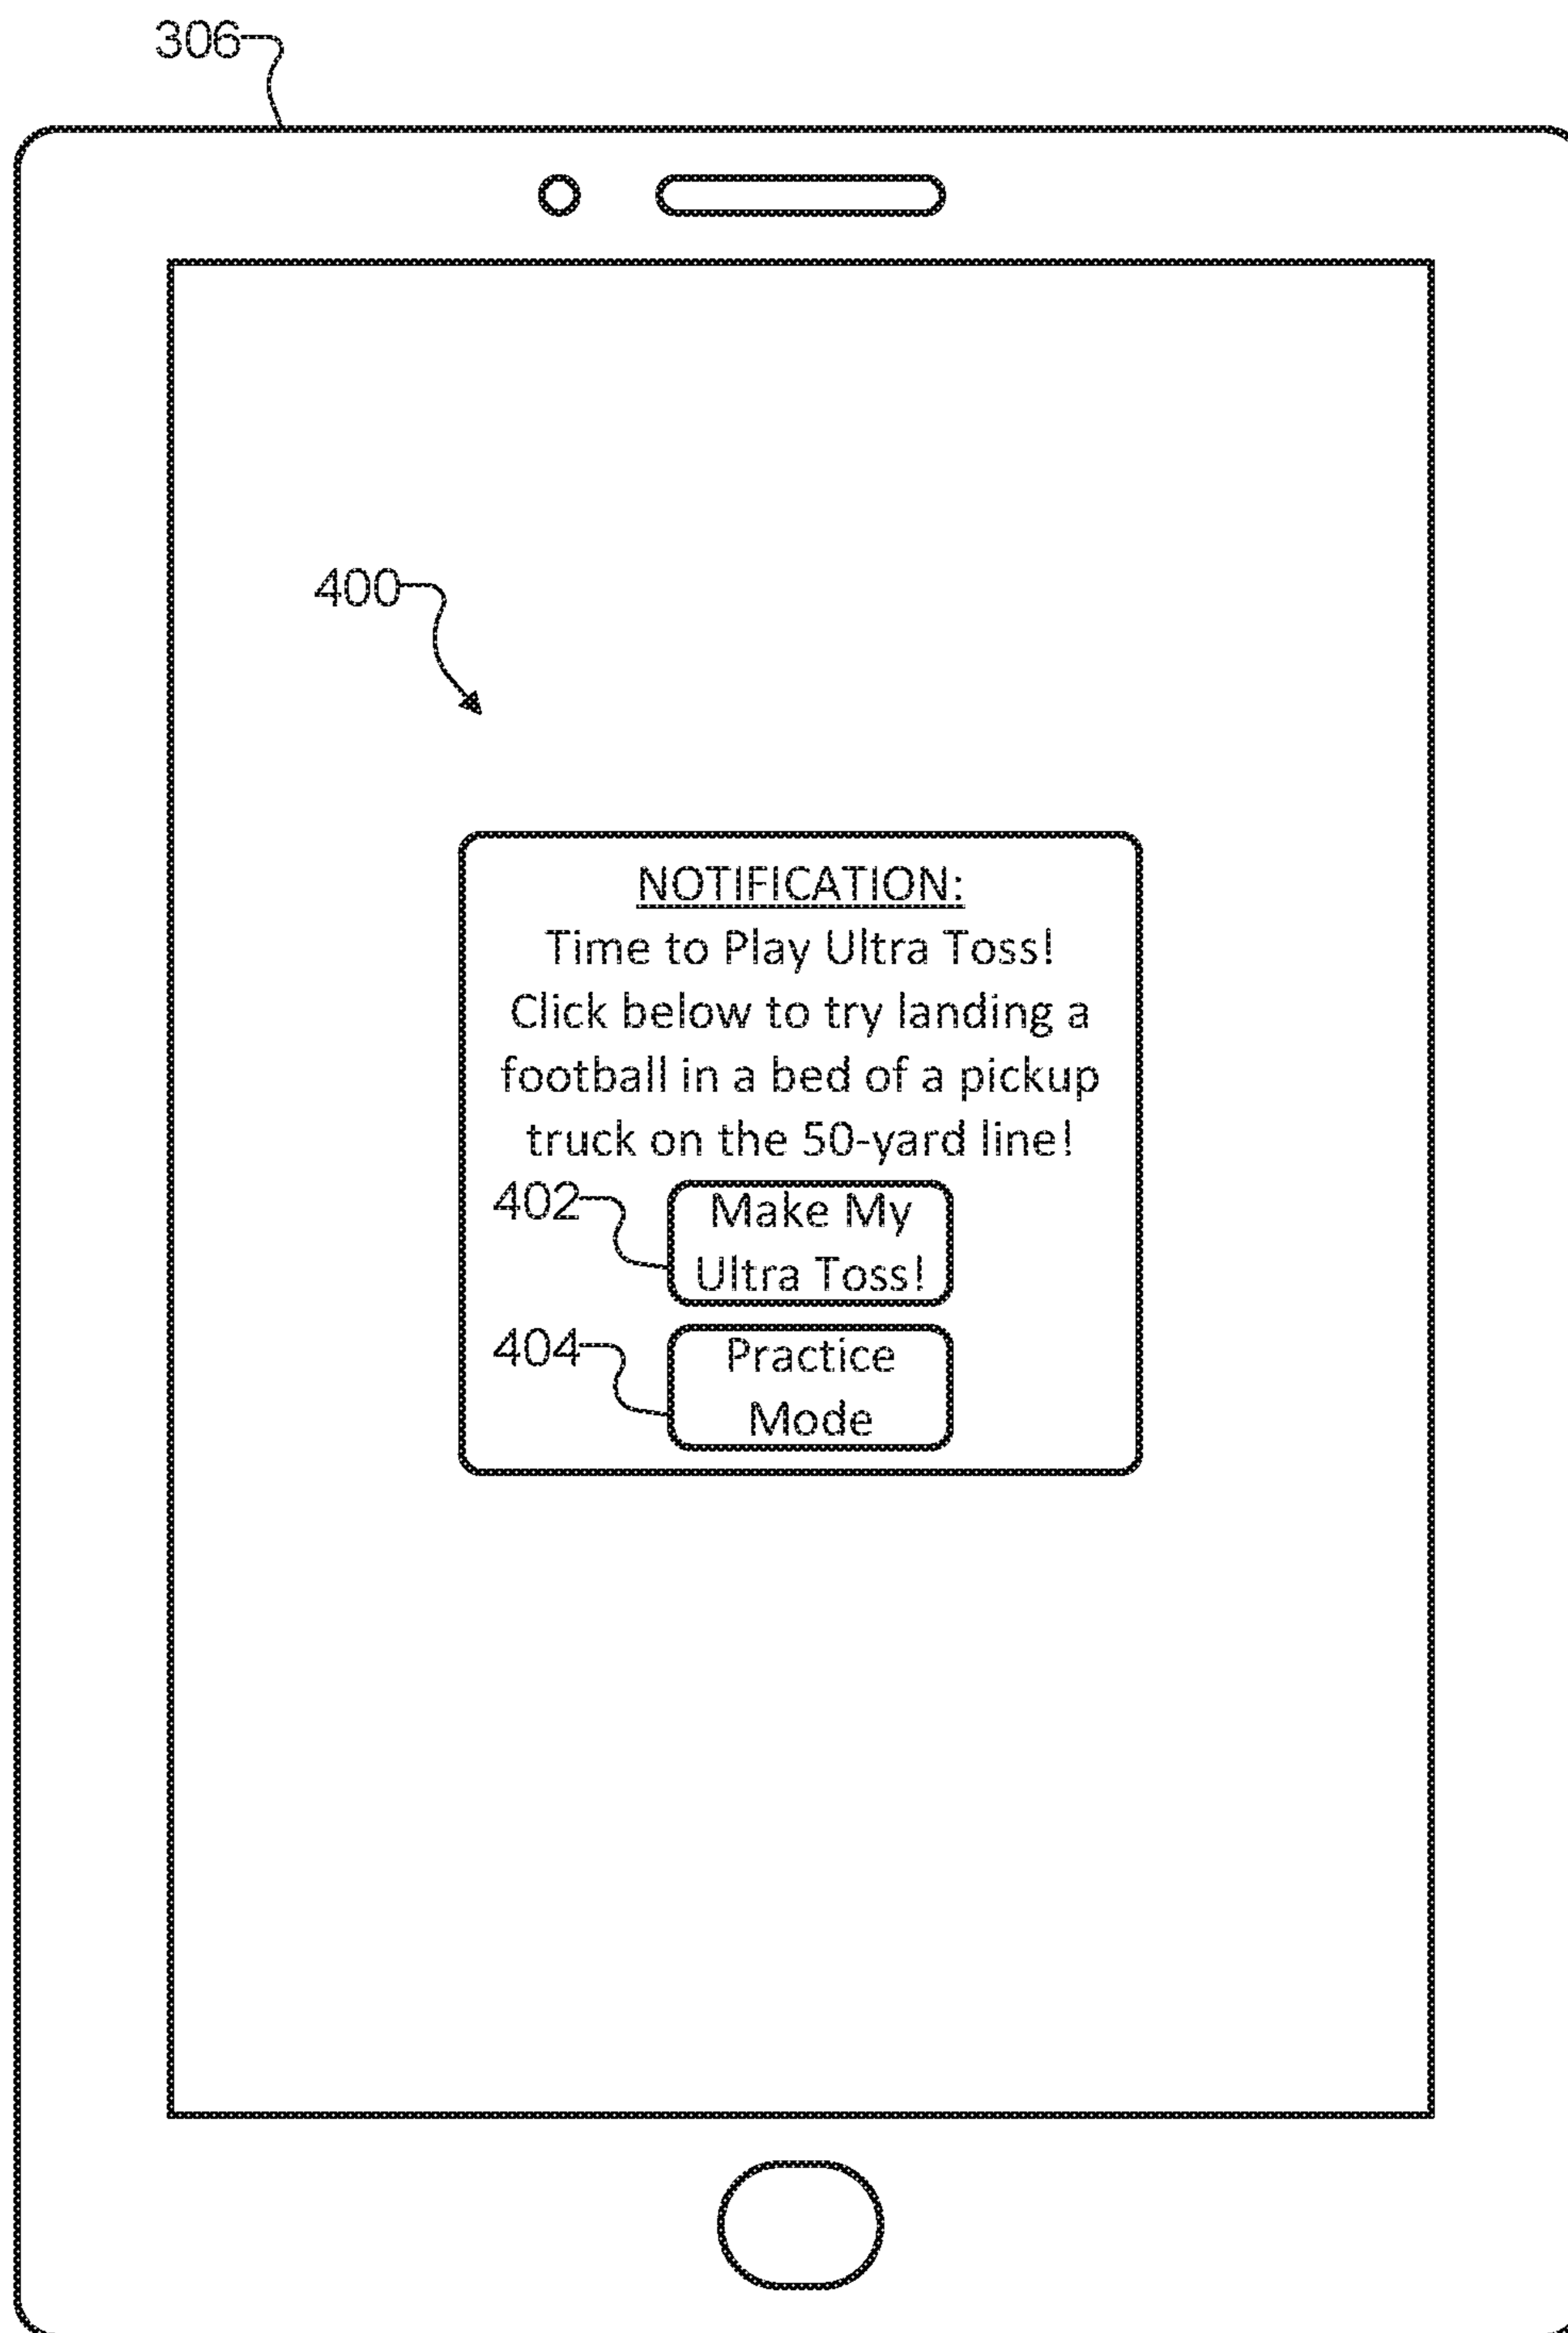 306
400
NOTIFICATION:
Time to Play Ultra Toss!
Click below to try landing a
football in a bed of a pickup
truck on the 50-yard line!
402
Make My
Ultra Toss!
404
Practice
Mode